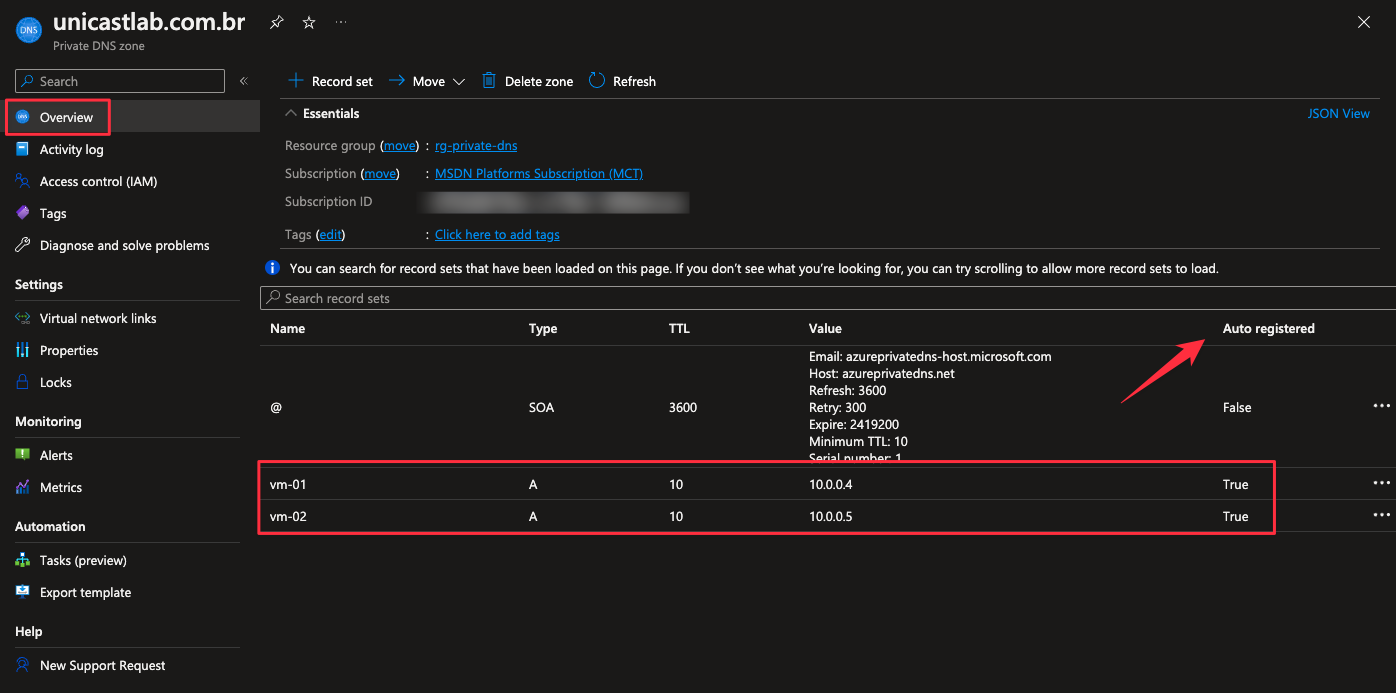 unicastlab.com.br
Private DNS zone
Search
Overview
Activity log
Access control (IAM)
Tags
Diagnose and solve problems
Settings
Virtual network links
Properties
Locks
Monitoring
Alerts
Metrics
Automation
Tasks (preview)
Export template
Help
New Support Request
Record set Move Delete zone Refresh
Essentials JSON View
Resource group (move) : rg-private-dns
Subscription (move) : MSDN Platforms Subscription (MCT)
Subscription ID
Tags (edit) : Click here to add tags
You can search for record sets that have been loaded on this page. If you don't see what you're looking for, you can try scrolling to allow more record sets to load.
Search record sets
Name Type TTL Value Auto registered
Email: azureprivatedns-host.microsoft.com
Host: azureprivatedns.net
Refresh: 3600
@ SOA 3600 Retry: 300 False
Expire: 2419200
Minimum TTL: 10
Serial number: 1
vm-01 A 10 10.0.0.4 True
vm-02 A 10 10.0.0.5 True